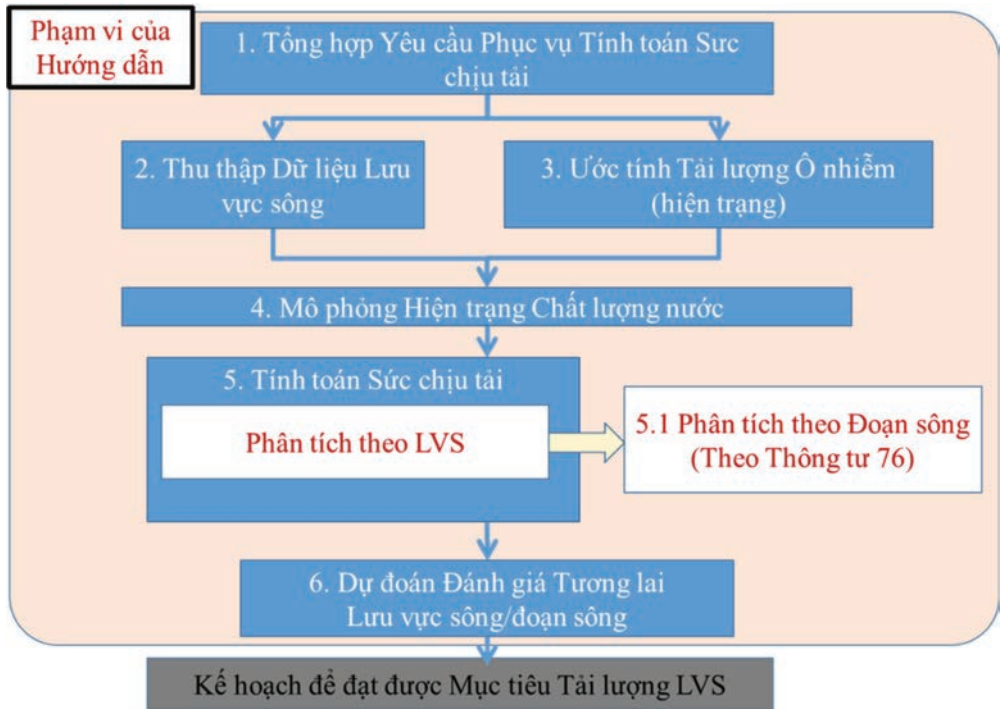 Phạm vi của
Hướng dẫn
1. Tổng hợp Yêu cầu Phục vụ Tính toán Sưc
chịu tải
2. Thu thập Dữ liệu Lưu
vực sông
3. Ước tính Tải lượng Ô nhiễm
(hiện trạng)
4. Mô phỏng Hiện trạng Chất lượng nước
5. Tính toán Sức chịu tải
Phân tích theo LVS
5.1 Phân tích theo Đoạn sông
(Theo Thông tư 76)
6. Dự đoán Đánh giá Tương lai
Lưu vực sông/đoạn sông
Kế hoạch để đạt được Mục tiêu Tải lượng LVS